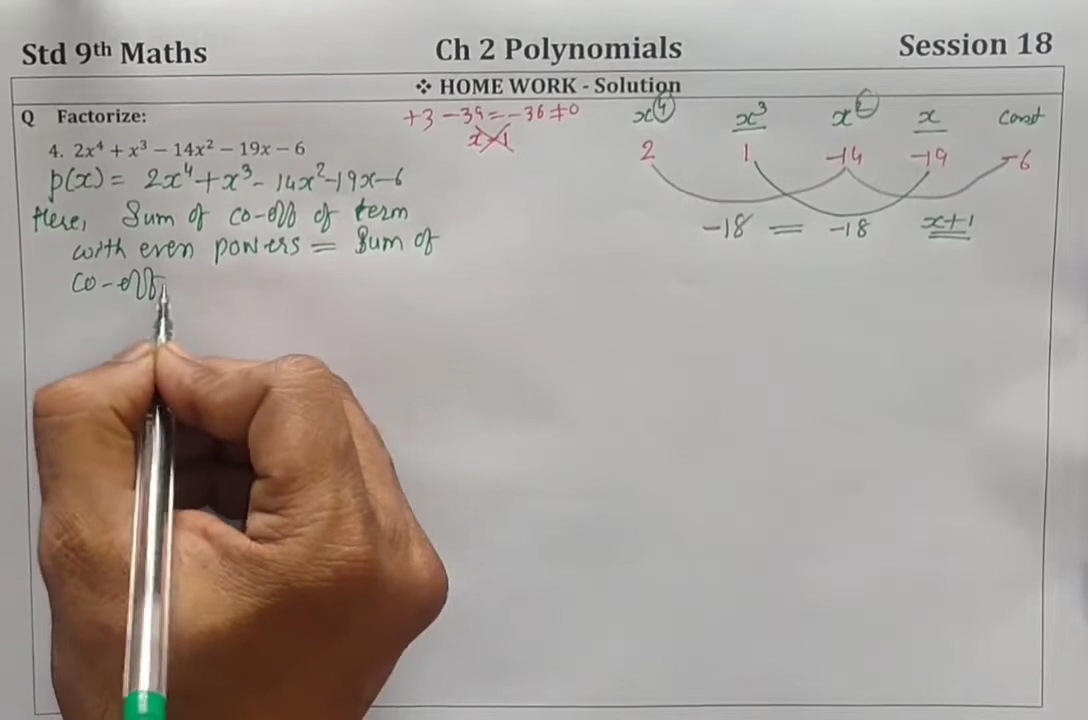 Std 9th Maths Ch 2 Polynomials Session 18
❖ HOME WORK - Solution
Q Factorize:
+3 - 39 = -36 ≠ 0
x⁴ x³ x² x const
4. 2x⁴ + x³ − 14x² − 19x − 6
x-1
2 1 -14 -19 -6
p(x) = 2x⁴ + x³ - 14x² - 19x - 6
Here, Sum of co-eff of term
-18 = -18 x+1
with even powers = Sum of
co-eff